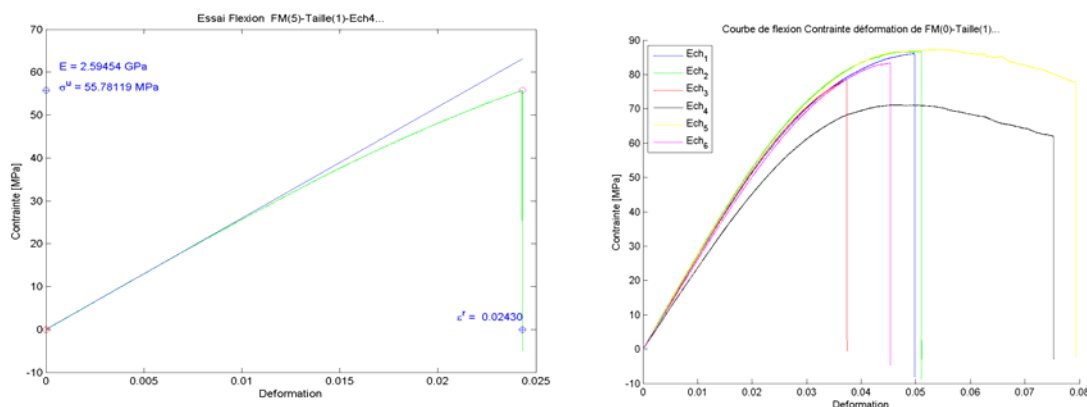 Essai Flexion FM(5)-Taille(1)-Ech4...
70
60
50
40
30
20
10
0
-10
Contrainte [MPa]
E = 2.59454 GPa
σᵁ = 55.78119 MPa
εʳ = 0.02430
0
0.005
0.01
0.015
0.02
0.025
Deformation
Courbe de flexion Contrainte déformation de FM(0)-Taille(1)...
90
80
70
60
50
40
30
20
10
0
-10
Contrainte [MPa]
Ech₁
Ech₂
Ech₃
Ech₄
Ech₅
Ech₆
0
0.01
0.02
0.03
0.04
0.05
0.06
0.07
0.08
Deformation